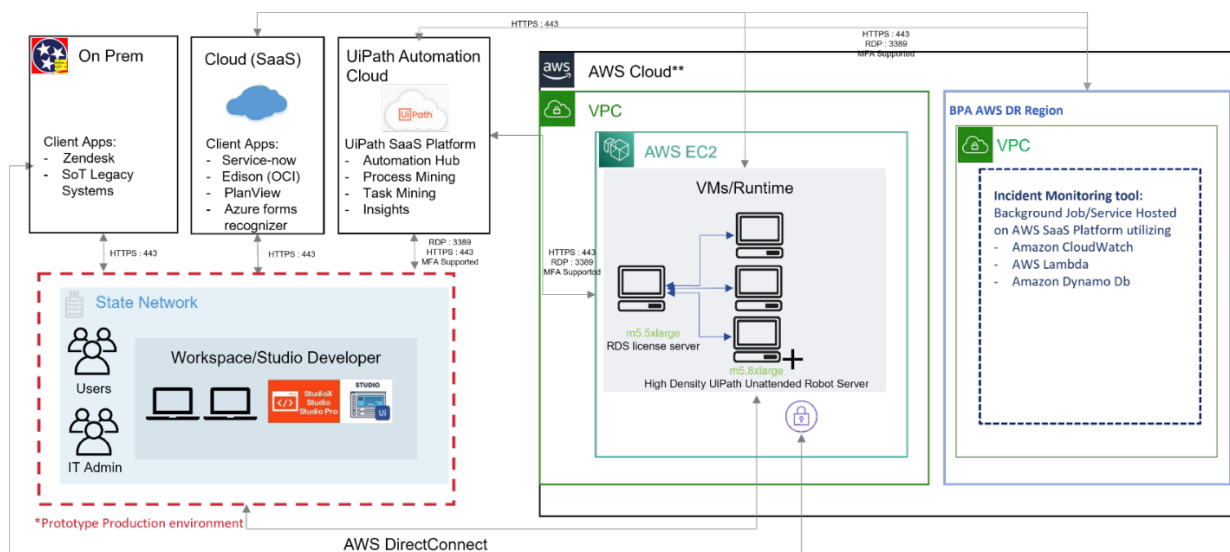 HTTPS : 443
HTTPS : 443
HTTPS : 443
RDP : 3389
MFA Supported
On Prem
Client Apps:
- Zendesk
- SoT Legacy
Systems
Cloud (SaaS)
Client Apps:
- Service-now
- Edison (OCI)
- PlanView
- Azure forms
recognizer
UiPath Automation
Cloud
UiPath
UiPath SaaS Platform
- Automation Hub
- Process Mining
- Task Mining
- Insights
HTTPS : 443
HTTPS : 443
RDP : 3389
HTTPS : 443
MFA Supported
State Network
Users
IT Admin
Workspace/Studio Developer
StudioX
Studio
Studio Pro
STUDIO
Ui
*Prototype Production environment
AWS DirectConnect
aws
AWS Cloud**
VPC
AWS EC2
VMs/Runtime
HTTPS : 443
RDP : 3389
MFA Supported
m5.5xlarge
RDS license server
m5.8xlarge
High Density UiPath Unattended Robot Server
BPA AWS DR Region
VPC
Incident Monitoring tool:
Background Job/Service Hosted
on AWS SaaS Platform utilizing
- Amazon CloudWatch
- AWS Lambda
- Amazon Dynamo Db